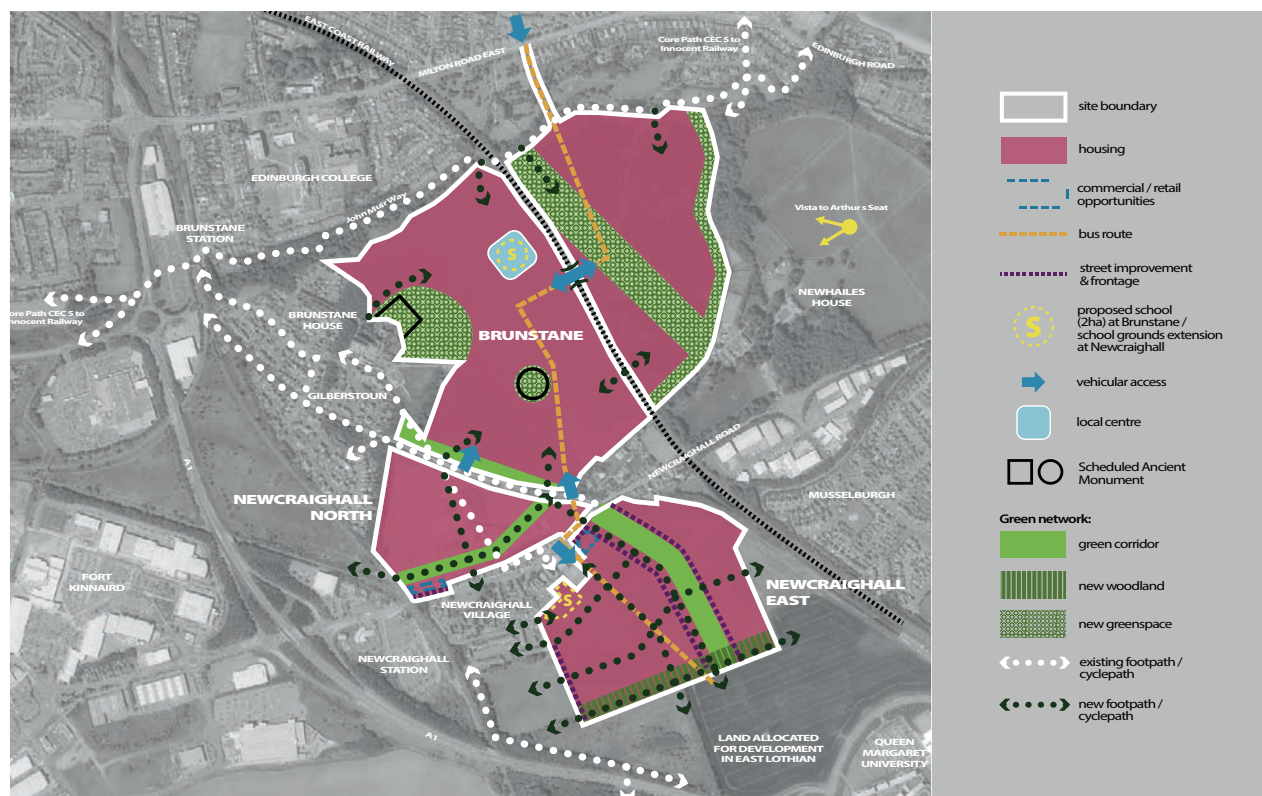 EAST COAST RAILWAY
MILTON ROAD EAST
Core Path CEC 5 to
Innocent Railway
EDINBURGH ROAD
EDINBURGH COLLEGE
John Muir Way
BRUNSTANE
STATION
S
Vista to Arthur s Seat
ore Path CEC 5 to
nnocent Railway
BRUNSTANE
HOUSE
BRUNSTANE
NEWHAILES
HOUSE
GILBERSTOUN
A1
NEWCRAIGHALL ROAD
MUSSELBURGH
NEWCRAIGHALL
NORTH
FORT
KINNAIRD
NEWCRAIGHALL
VILLAGE
S
NEWCRAIGHALL
EAST
NEWCRAIGHALL
STATION
A1
LAND ALLOCATED
FOR DEVELOPMENT
IN EAST LOTHIAN
QUEEN
MARGARET
UNIVERSITY
site boundary
housing
commercial / retail
opportunities
bus route
street improvement
& frontage
S
proposed school
(2ha) at Brunstane /
school grounds extension
at Newcraighall
vehicular access
local centre
Scheduled Ancient
Monument
Green network:
green corridor
new woodland
new greenspace
existing footpath /
cyclepath
new footpath /
cyclepath